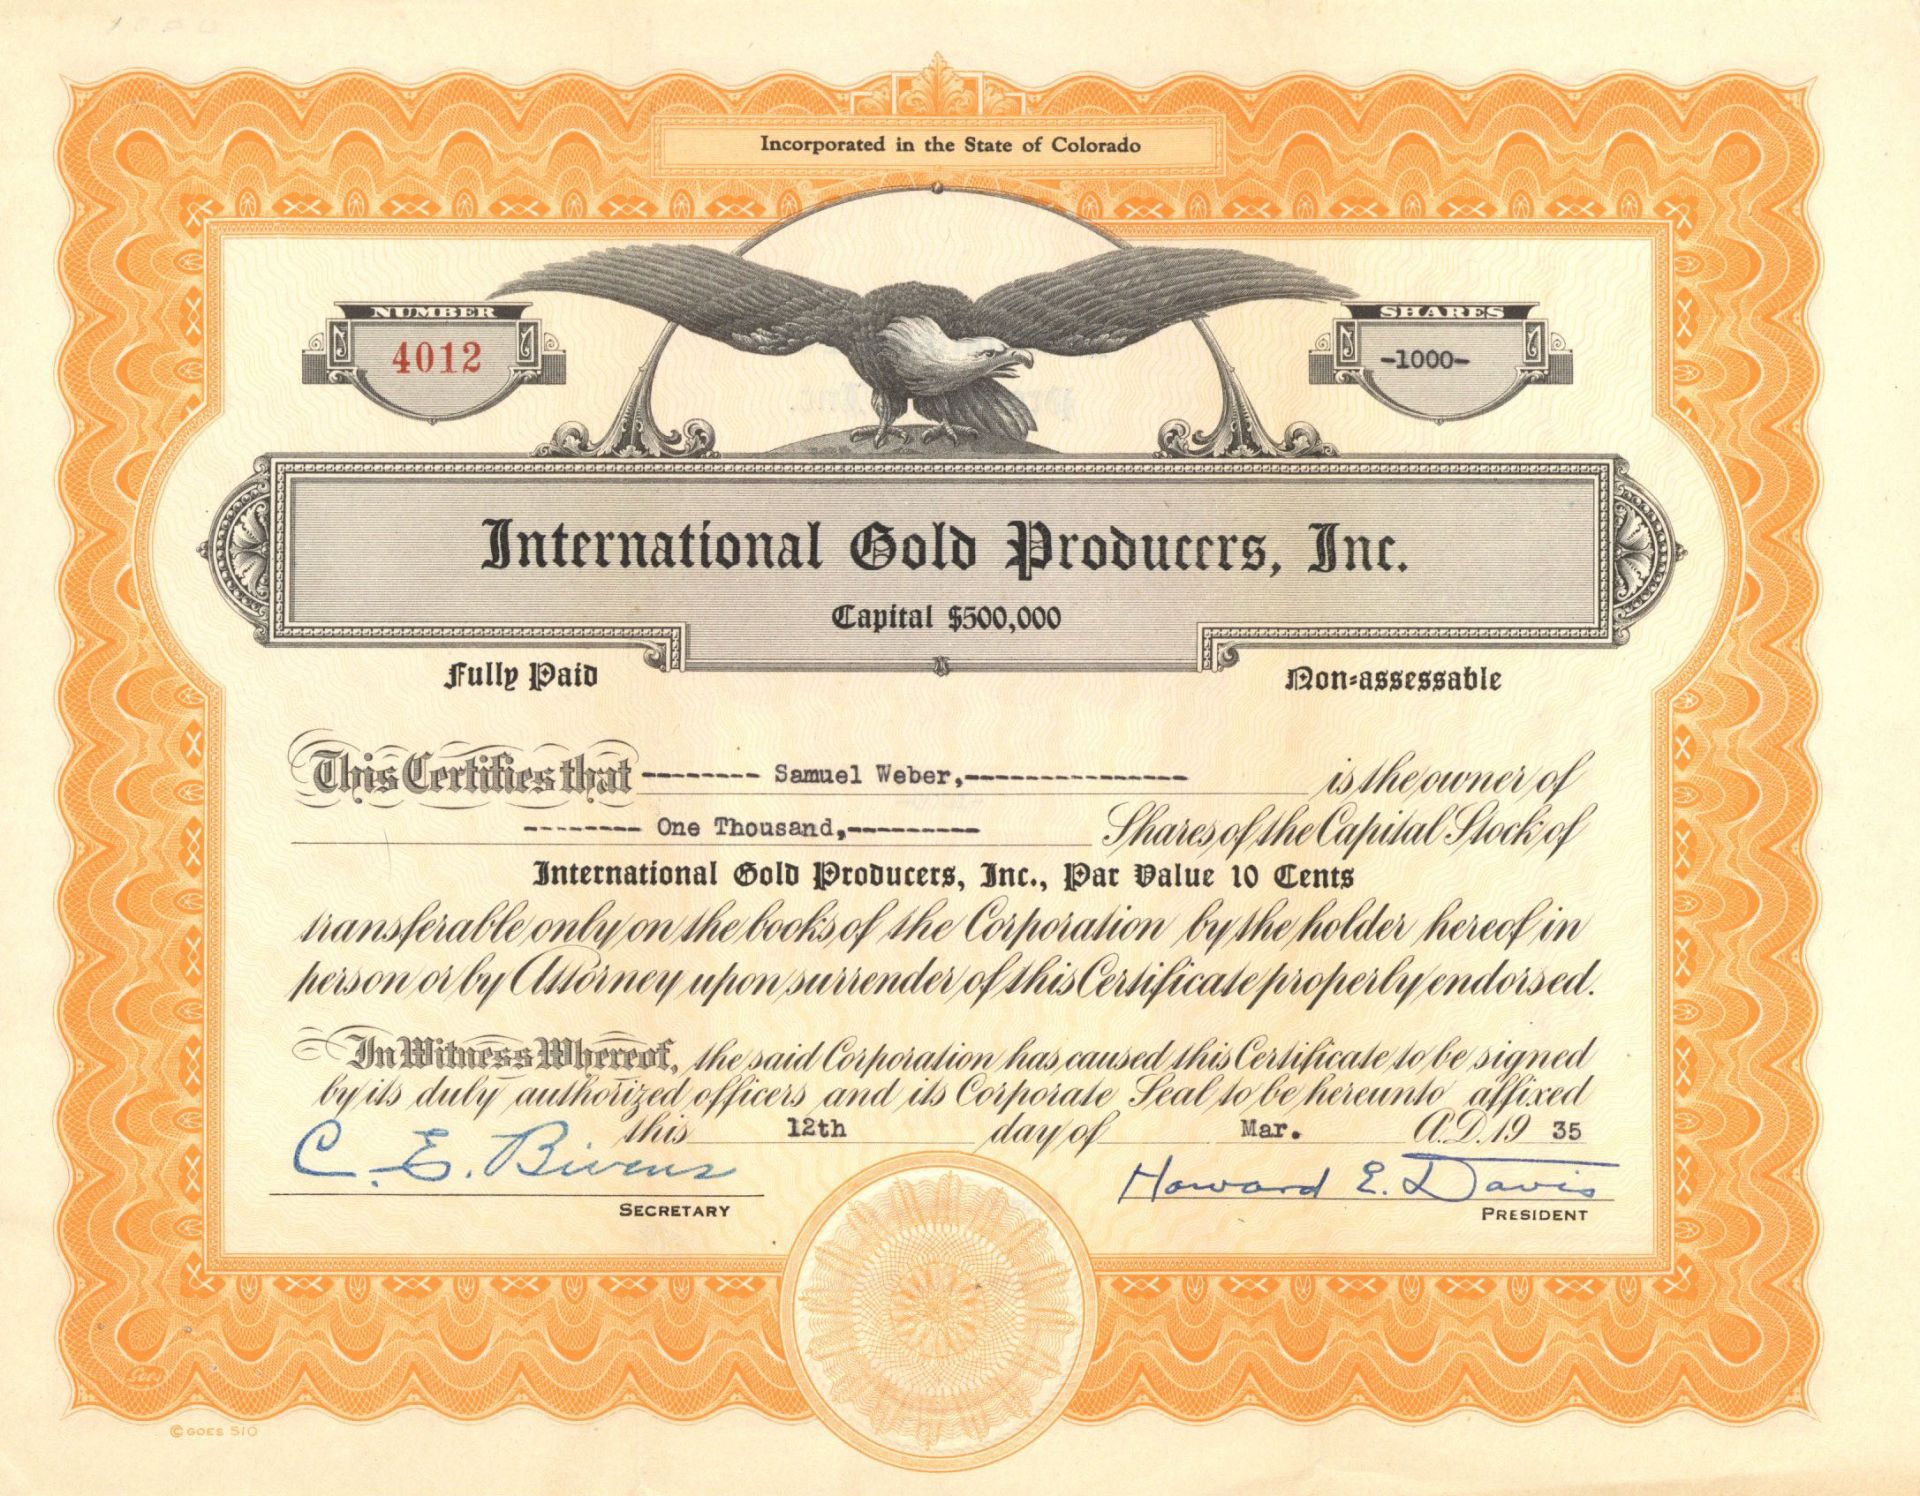 Incorporated in the State of Colorado
NUMBER
4012
SHARES
-1000-
International Gold Producers, Inc.
Capital $500,000
Fully Paid
Non-assessable
This Certifies that -------- Samuel Weber,--------------- is the owner of
-------- One Thousand,--------- Shares of the Capital Stock of
International Gold Producers, Inc., Par Value 10 Cents
transferable only on the books of the Corporation by the holder hereof in
person or by Attorney upon surrender of this Certificate properly endorsed.
In Witness Whereof, the said Corporation has caused this Certificate to be signed
by its duly authorized officers and its Corporate Seal to be hereunto affixed
this 12th day of Mar. A.D. 19 35
C. E. Bivens
SECRETARY
Howard E. Davis
PRESIDENT
Goes
© GOES 510